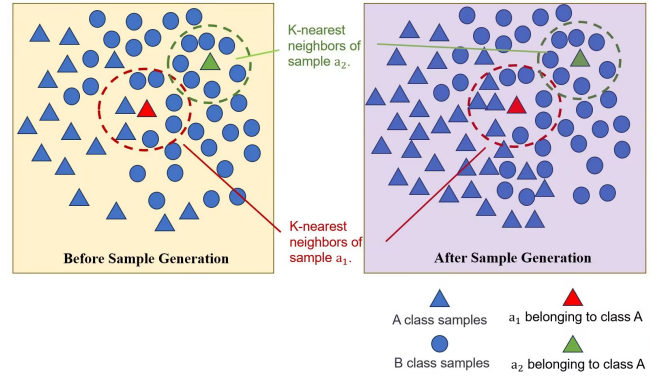 K-nearest
neighbors of
sample a₂.
K-nearest
neighbors of
sample a₁.
Before Sample Generation
After Sample Generation
A class samples
a₁ belonging to class A
B class samples
a₂ belonging to class A